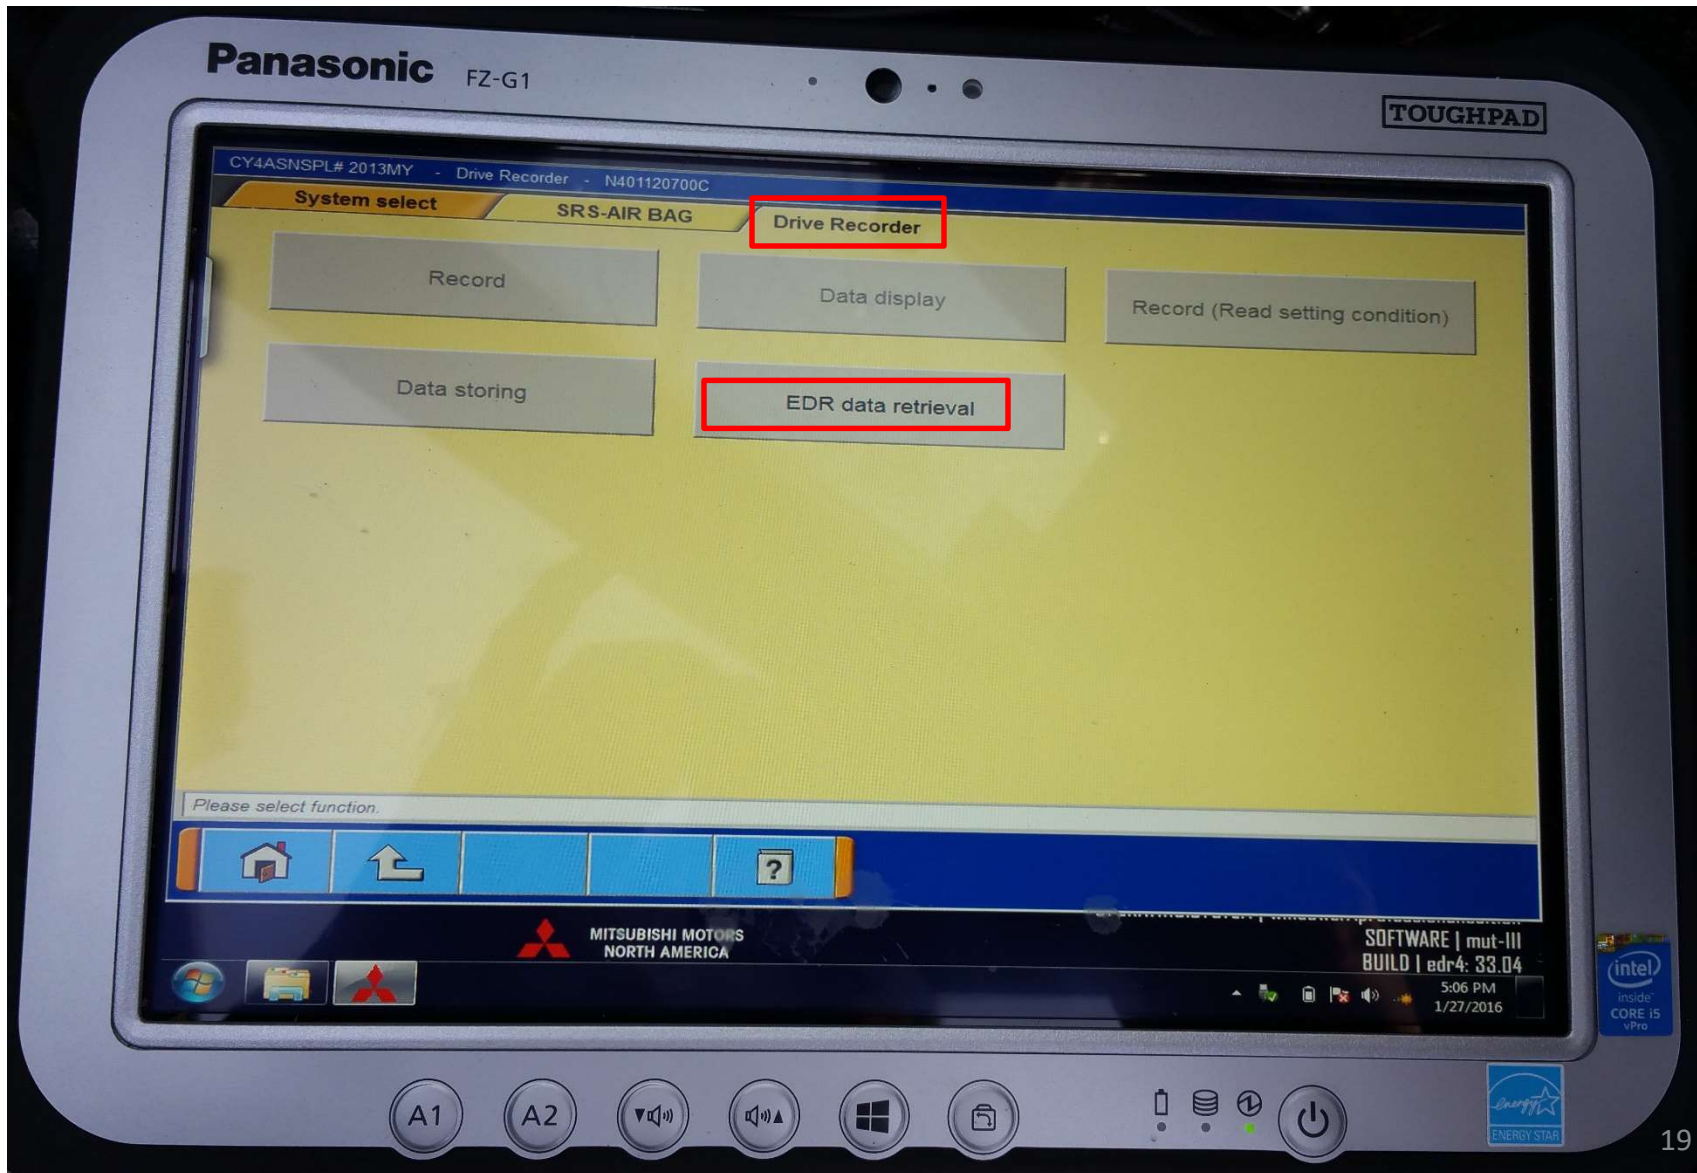 Panasonic FZ-G1
TOUGHPAD
CY4ASNSPL# 2013MY - Drive Recorder - N401120700C
System select SRS-AIR BAG Drive Recorder
Record Data display Record (Read setting condition)
Data storing EDR data retrieval
Please select function.
?
MITSUBISHI MOTORS
NORTH AMERICA
SOFTWARE | mut-III
BUILD | edr4: 33.04
5:06 PM
1/27/2016
intel
inside
CORE i5
vPro
A1 A2
energy
ENERGY STAR
19